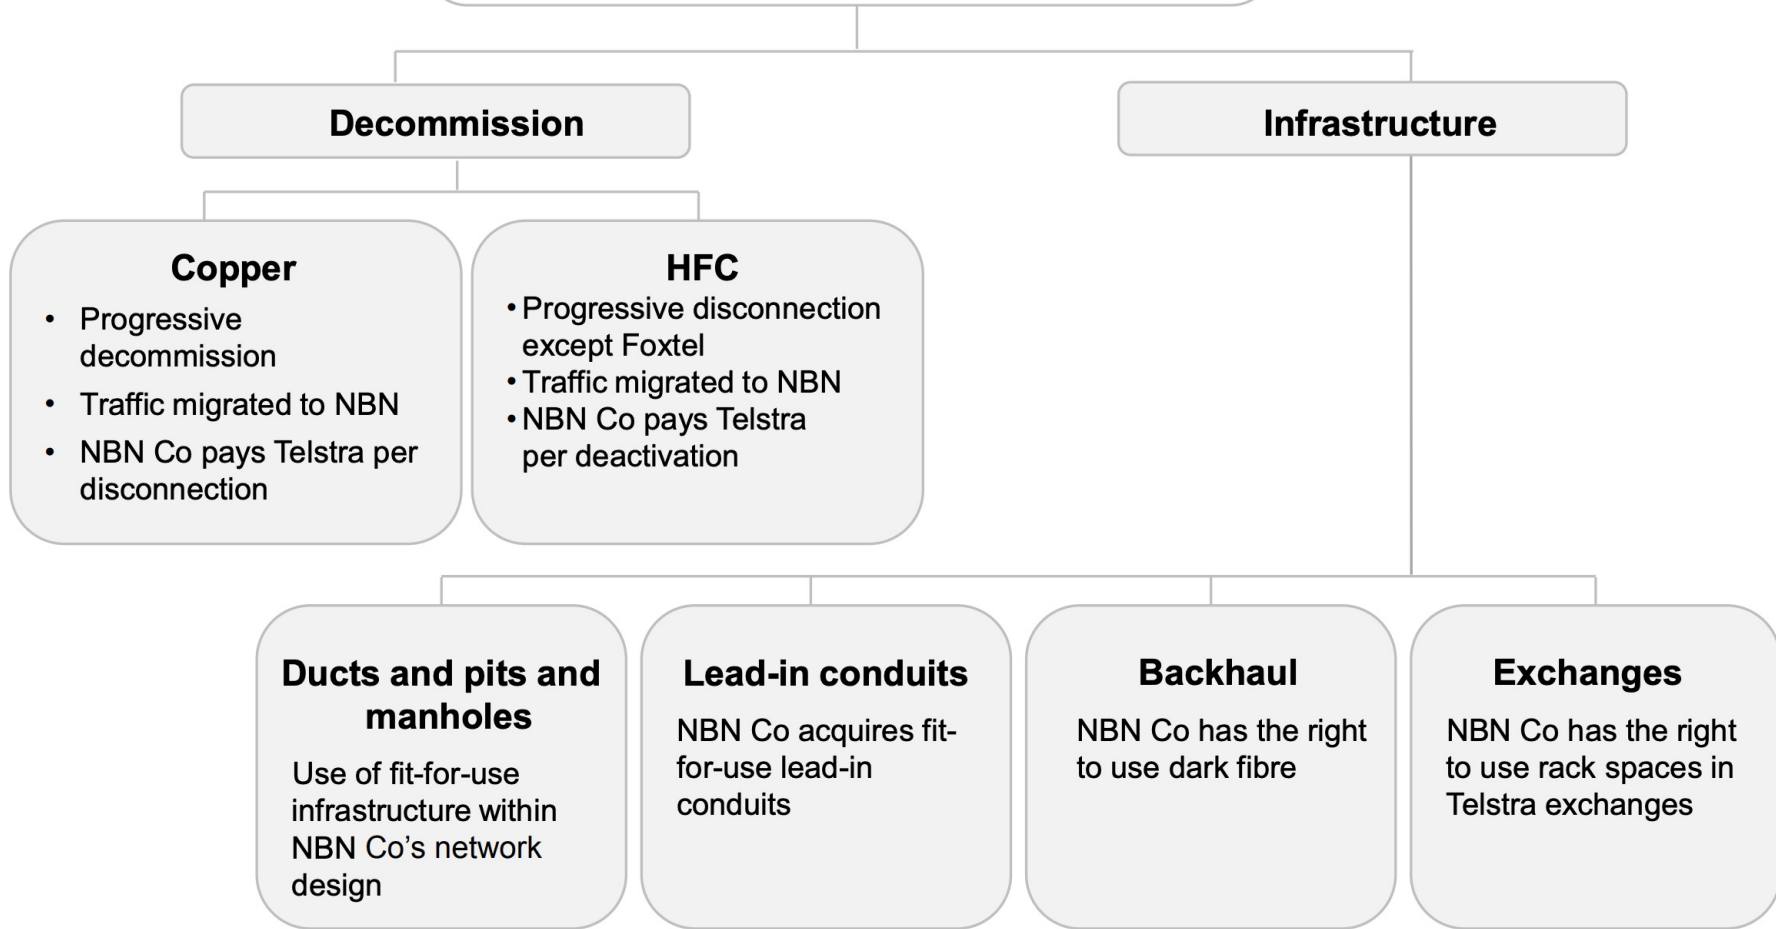 Decommission
Infrastructure
Copper
• Progressive
decommission
• Traffic migrated to NBN
• NBN Co pays Telstra per
disconnection
HFC
• Progressive disconnection
except Foxtel
• Traffic migrated to NBN
• NBN Co pays Telstra
per deactivation
Ducts and pits and
manholes
Use of fit-for-use
infrastructure within
NBN Co’s network
design
Lead-in conduits
NBN Co acquires fit-
for-use lead-in
conduits
Backhaul
NBN Co has the right
to use dark fibre
Exchanges
NBN Co has the right
to use rack spaces in
Telstra exchanges